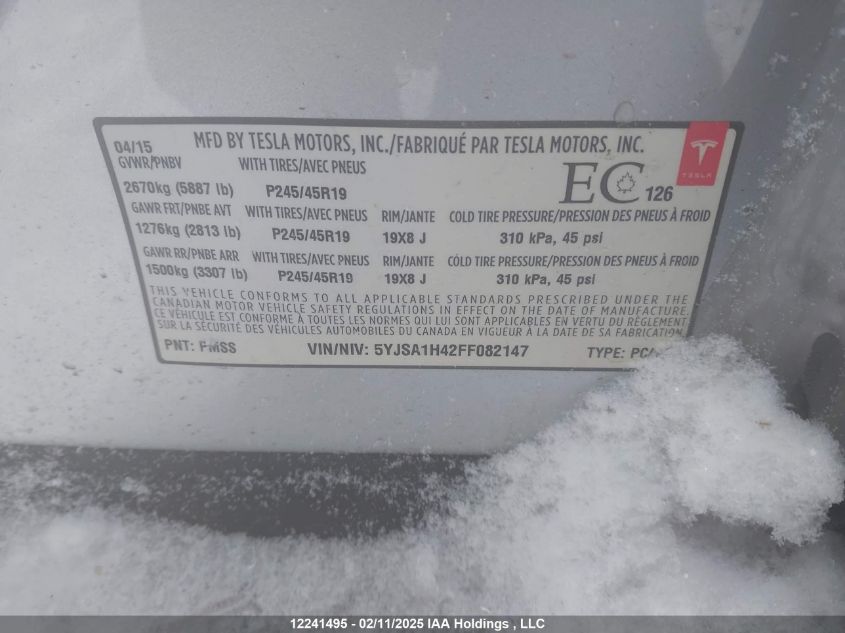 04/15 MFD BY TESLA MOTORS, INC./FABRIQUÉ PAR TESLA MOTORS, INC.
GVWR/PNBV WITH TIRES/AVEC PNEUS
2670kg (5887 lb) P245/45R19 EC 126 TESLA
GAWR FRT/PNBE AVT WITH TIRES/AVEC PNEUS RIM/JANTE COLD TIRE PRESSURE/PRESSION DES PNEUS À FROID
1276kg (2813 lb) P245/45R19 19X8 J 310 kPa, 45 psi
GAWR RR/PNBE ARR WITH TIRES/AVEC PNEUS RIM/JANTE COLD TIRE PRESSURE/PRESSION DES PNEUS À FROID
1500kg (3307 lb) P245/45R19 19X8 J 310 kPa, 45 psi
THIS VEHICLE CONFORMS TO ALL APPLICABLE STANDARDS PRESCRIBED UNDER THE
CANADIAN MOTOR VEHICLE SAFETY REGULATIONS IN EFFECT ON THE DATE OF MANUFACTURE.
CE VÉHICULE EST CONFORME À TOUTES LES NORMES QUI LUI SONT APPLICABLES EN VERTU DU RÈGLEMENT
SUR LA SÉCURITÉ DES VÉHICULES AUTOMOBILES DU CANADA EN VIGUEUR À LA DATE DE SA FABRICATION
PNT: PMSS VIN/NIV: 5YJSA1H42FF082147 TYPE: PC/
12241495 - 02/11/2025 IAA Holdings , LLC